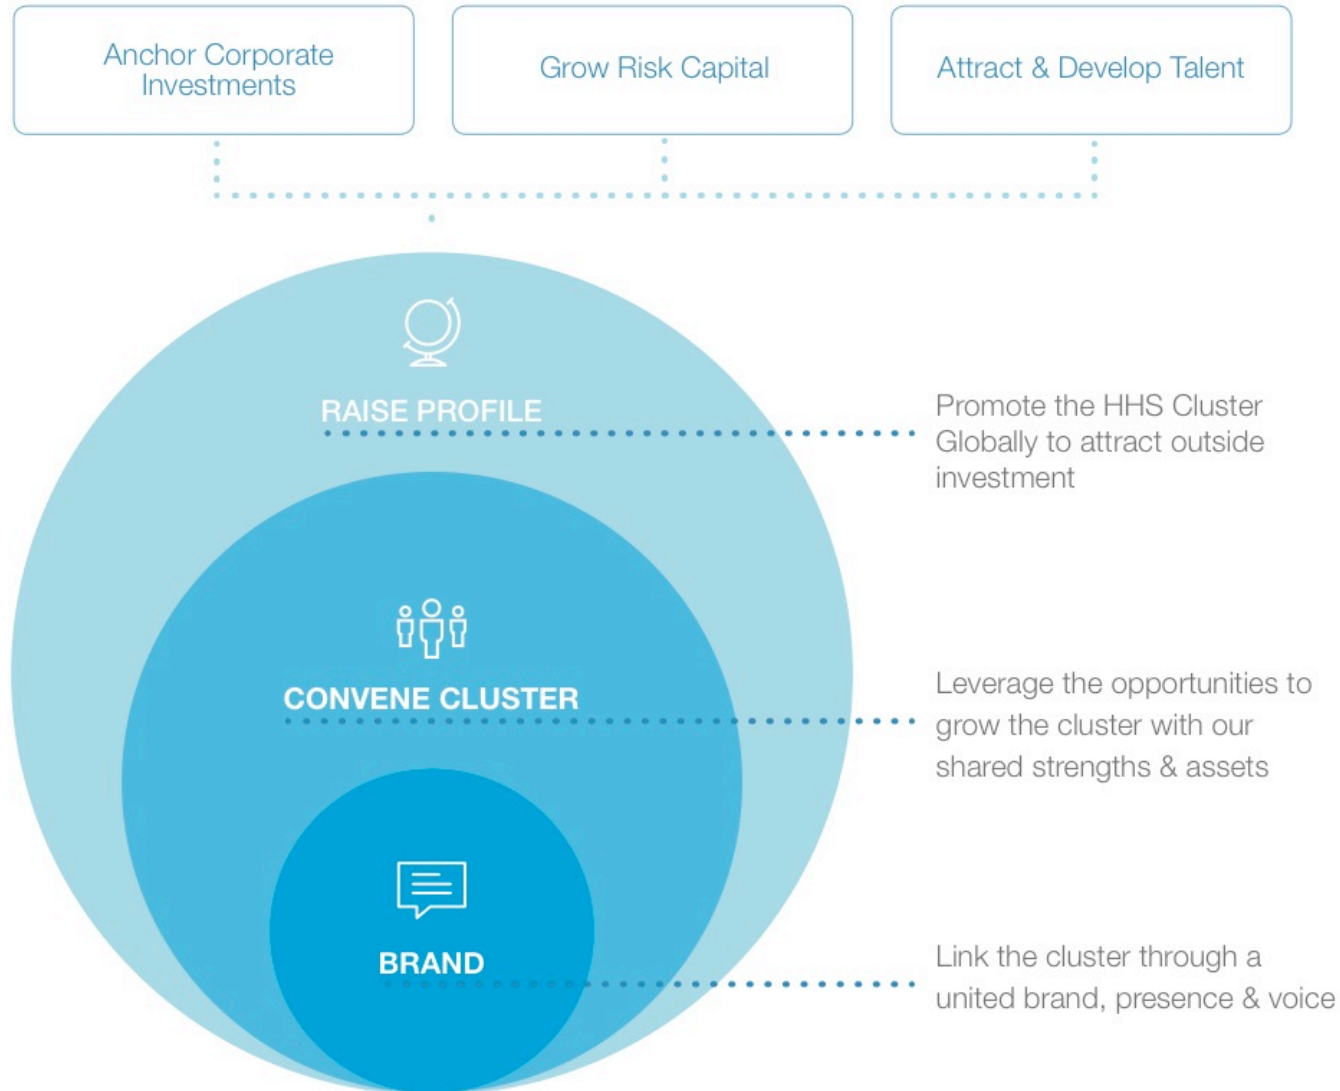 Anchor Corporate
Investments
Grow Risk Capital
Attract & Develop Talent
RAISE PROFILE
Promote the HHS Cluster
Globally to attract outside
investment
CONVENE CLUSTER
Leverage the opportunities to
grow the cluster with our
shared strengths & assets
BRAND
Link the cluster through a
united brand, presence & voice